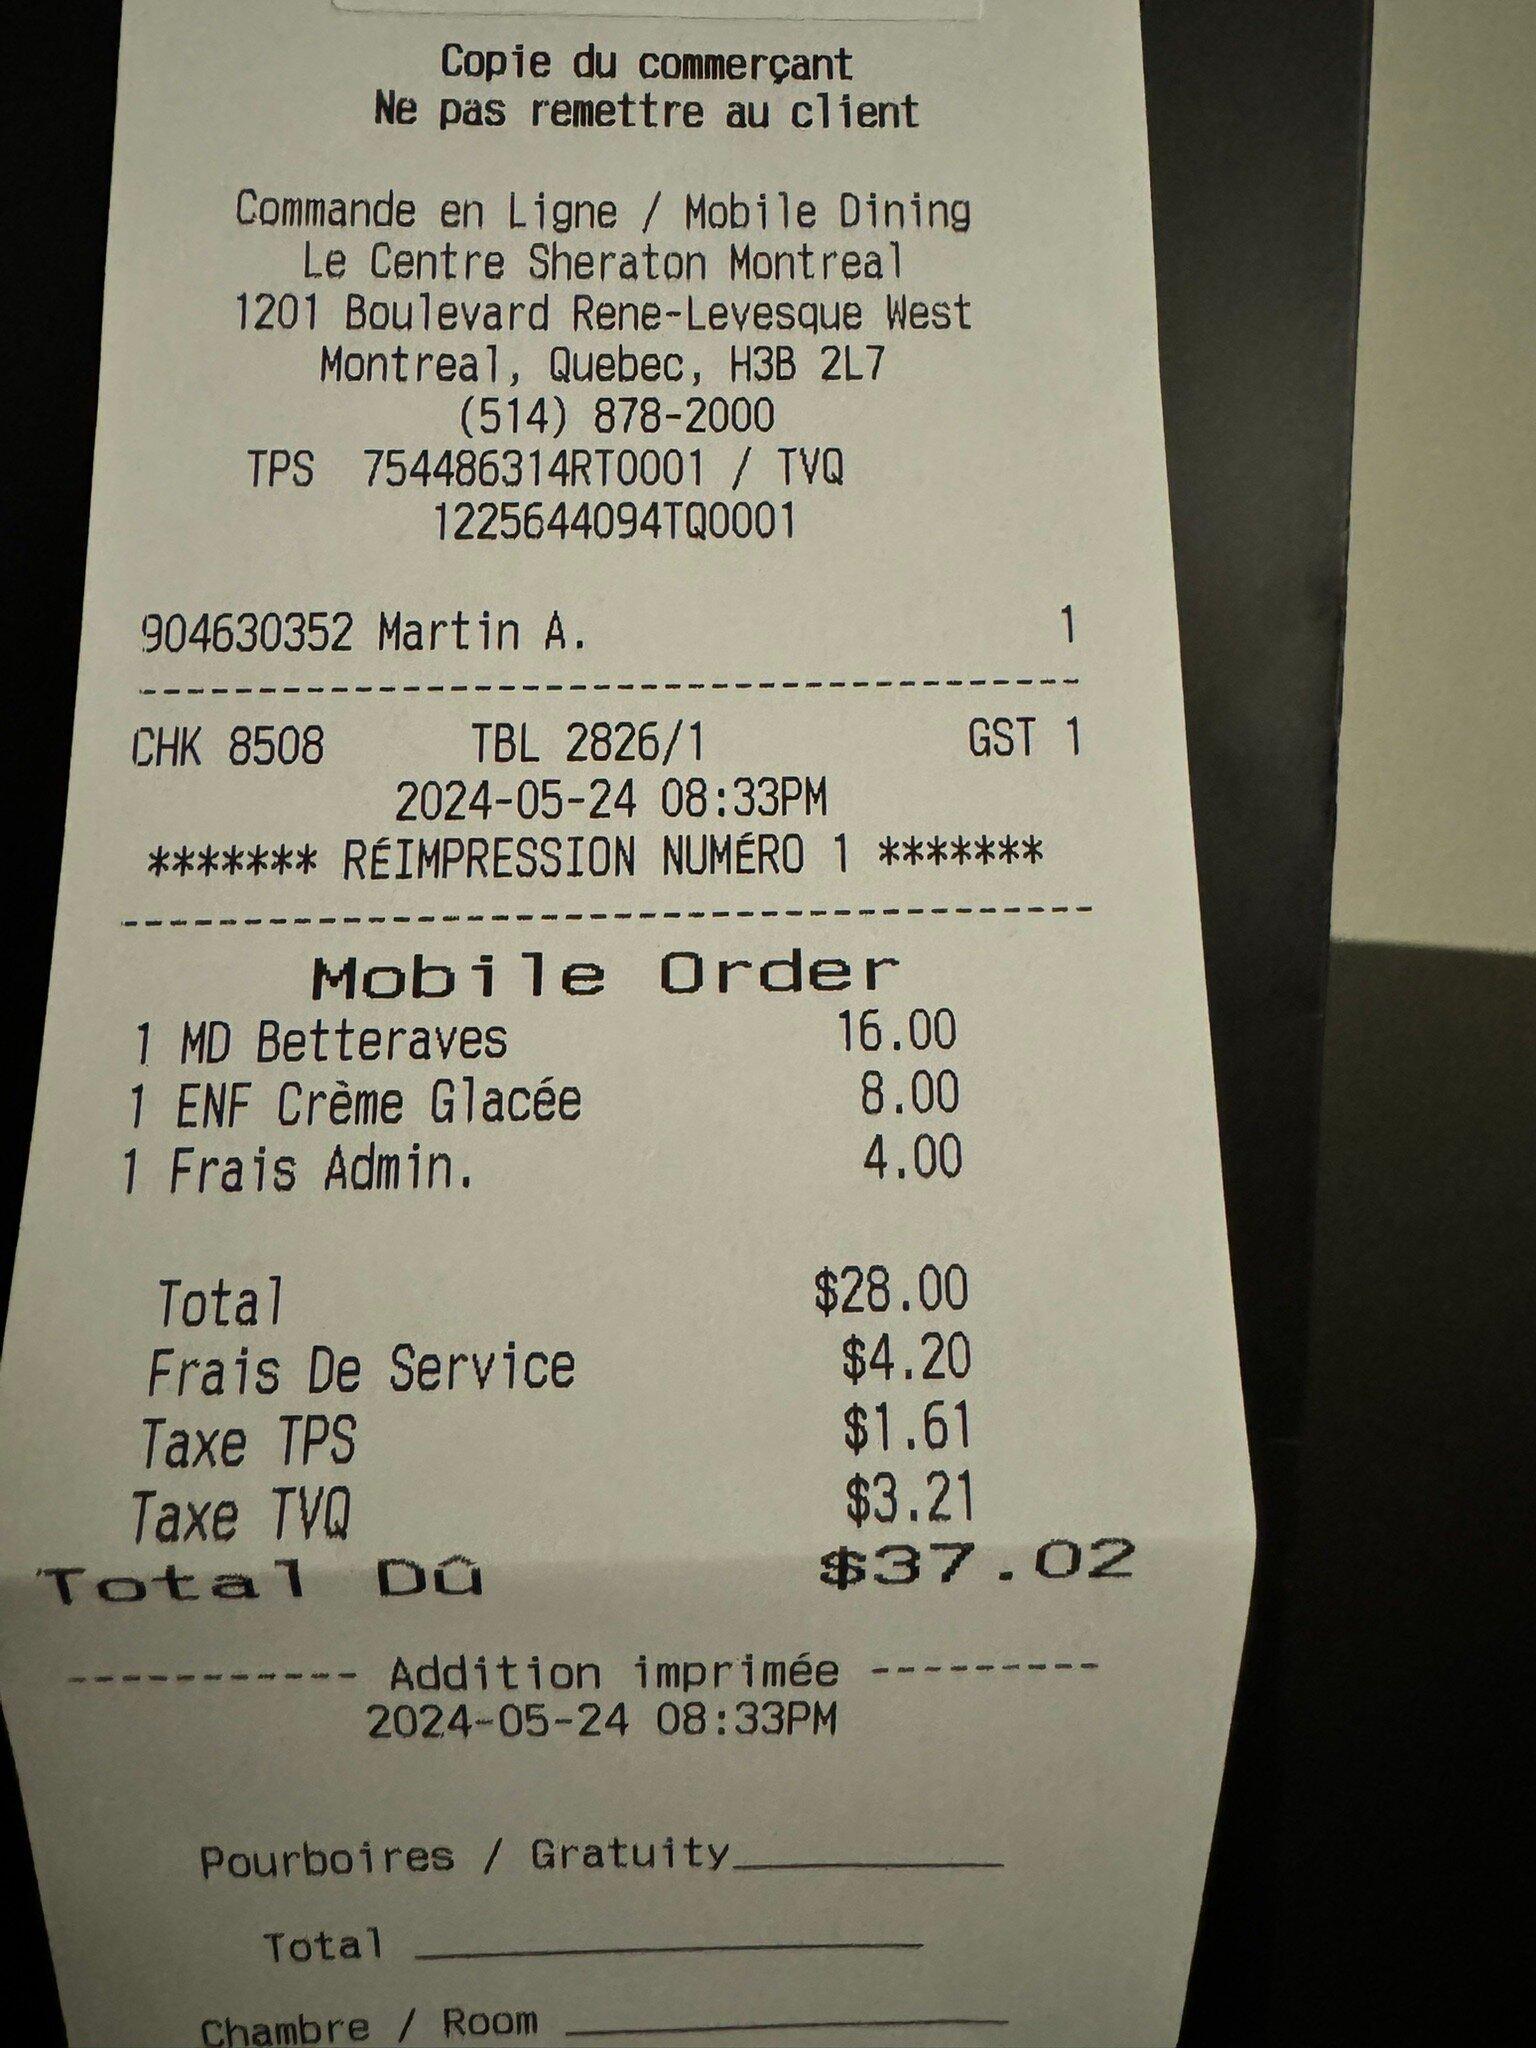 Copie du commerçant
Ne pas remettre au client
Commande en Ligne / Mobile Dining
Le Centre Sheraton Montreal
1201 Boulevard Rene-Levesque West
Montreal, Quebec, H3B 2L7
(514) 878-2000
TPS 754486314RT0001 / TVQ
1225644094TQ0001
904630352 Martin A. 1
----------------------------------------
CHK 8508 TBL 2826/1 GST 1
2024-05-24 08:33PM
******* RÉIMPRESSION NUMÉRO 1 *******
----------------------------------------
Mobile Order
1 MD Betteraves 16.00
1 ENF Crème Glacée 8.00
1 Frais Admin. 4.00
Total $28.00
Frais De Service $4.20
Taxe TPS $1.61
Taxe TVQ $3.21
Total Dû $37.02
----------- Addition imprimée ---------
2024-05-24 08:33PM
Pourboires / Gratuity____________
Total ____________________
Chambre / Room ____________________